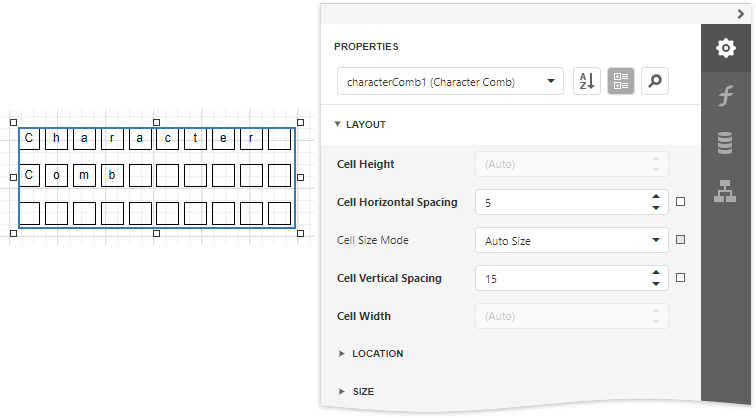 C h a r a c t e r
C o m b
PROPERTIES
characterComb1 (Character Comb)
A
Z
LAYOUT
Cell Height (Auto)
Cell Horizontal Spacing 5
Cell Size Mode Auto Size
Cell Vertical Spacing 15
Cell Width (Auto)
LOCATION
SIZE